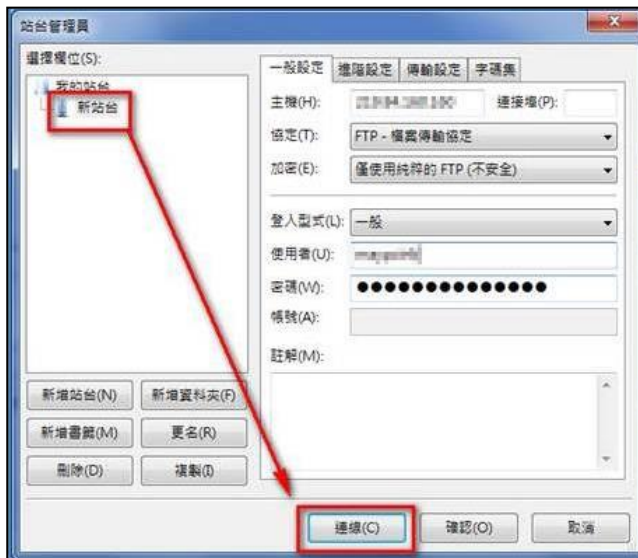 站台管理員
選擇欄位(S):
我的站台
新站台
新增站台(N) 新增資料夾(F)
新增書籤(M) 更名(R)
刪除(D) 複製(I)
一般設定 進階設定 傳輸設定 字碼集
主機(H): 連接埠(P):
協定(T): FTP - 檔案傳輸協定
加密(E): 僅使用純粹的 FTP (不安全)
登入型式(L): 一般
使用者(U):
密碼(W): ●●●●●●●●●●●●●●
帳號(A):
註解(M):
連線(C) 確認(O) 取消